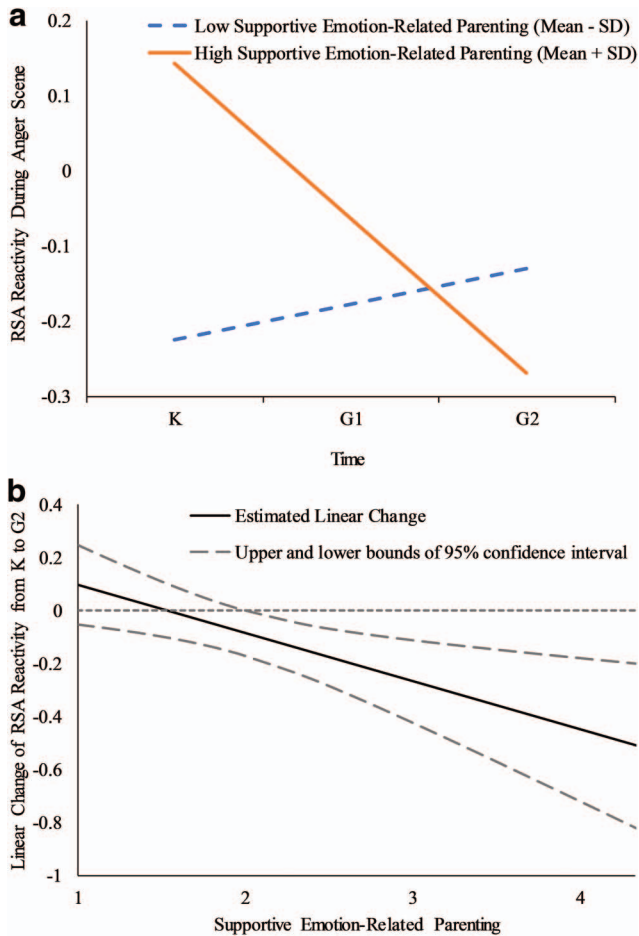 a
0.2
0.1
0
-0.1
-0.2
-0.3
RSA Reactivity During Anger Scene
Low Supportive Emotion-Related Parenting (Mean - SD)
High Supportive Emotion-Related Parenting (Mean + SD)
K G1 G2
Time
b
0.4
0.2
0
-0.2
-0.4
-0.6
-0.8
-1
Linear Change of RSA Reactivity from K to G2
Estimated Linear Change
Upper and lower bounds of 95% confidence interval
1 2 3 4
Supportive Emotion-Related Parenting